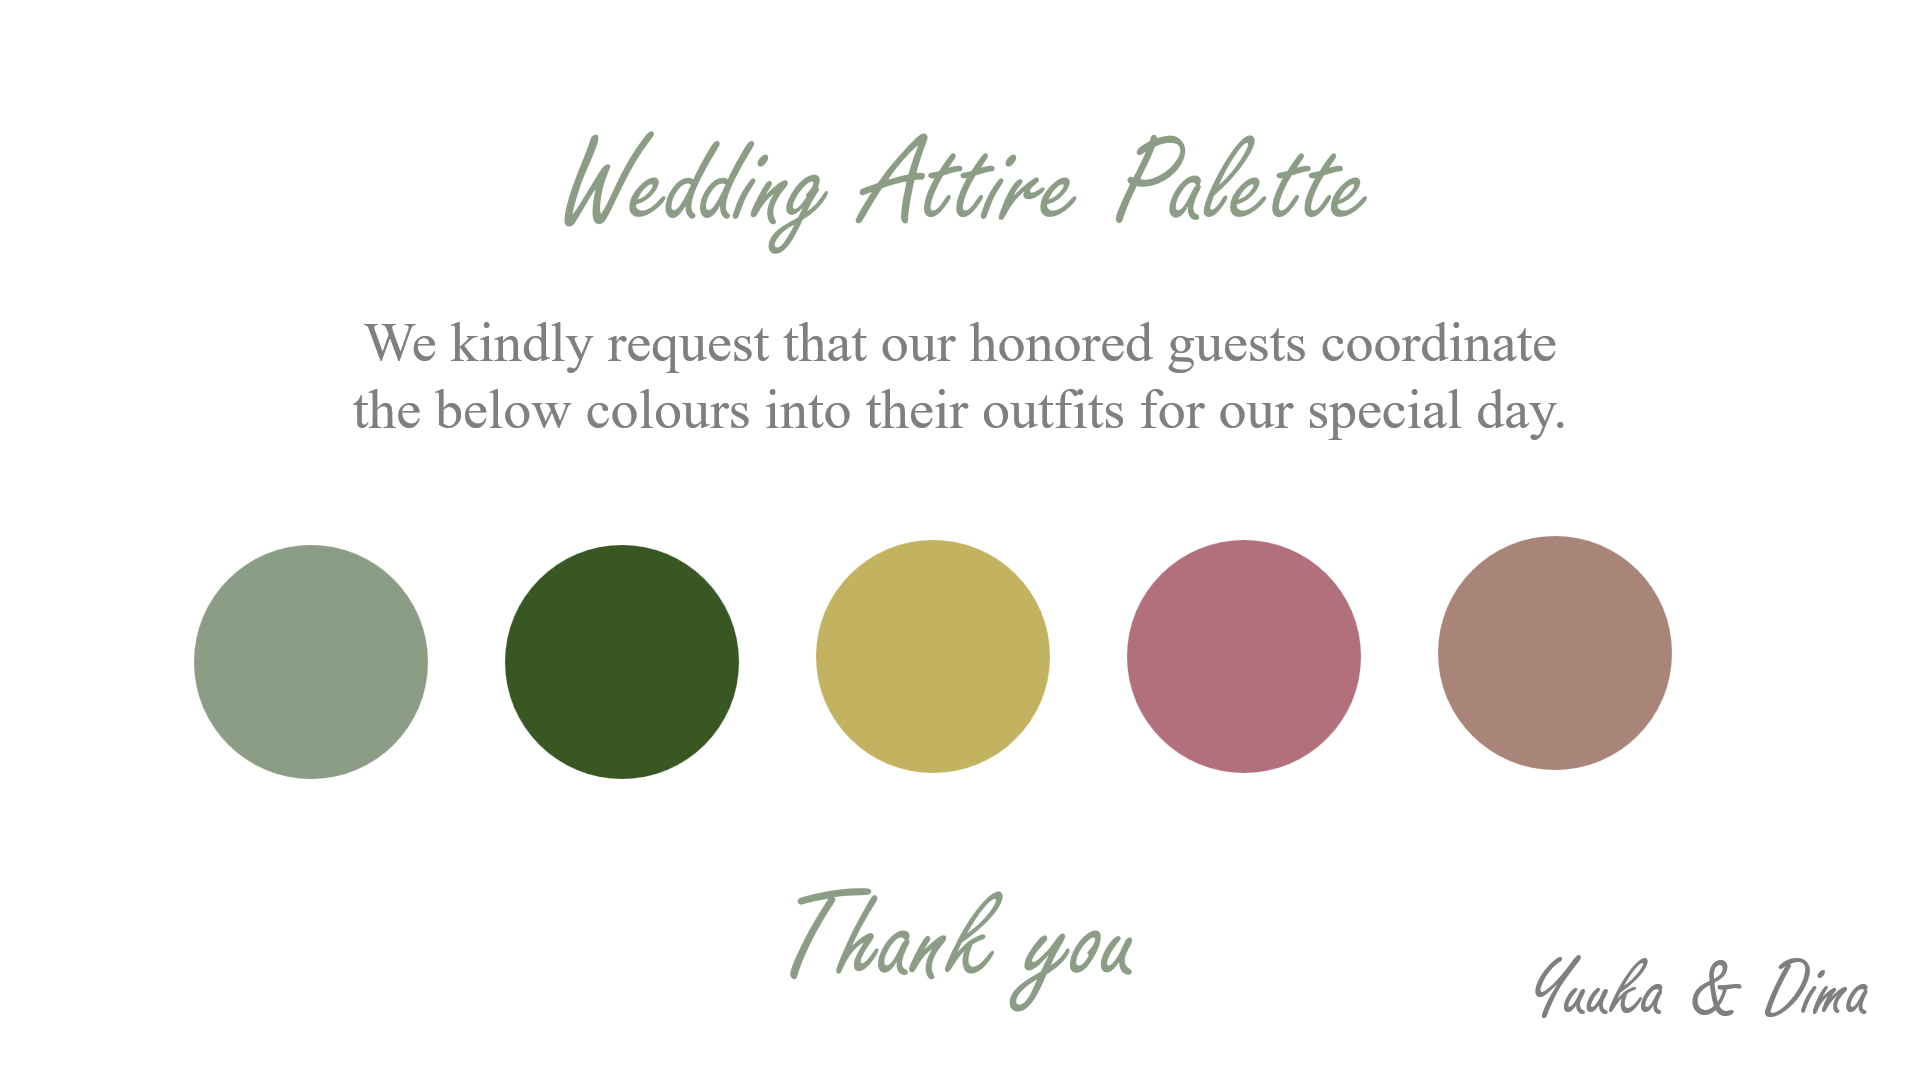 Wedding Attire Palette
We kindly request that our honored guests coordinate
the below colours into their outfits for our special day.
Thank you
Yuuka & Dima